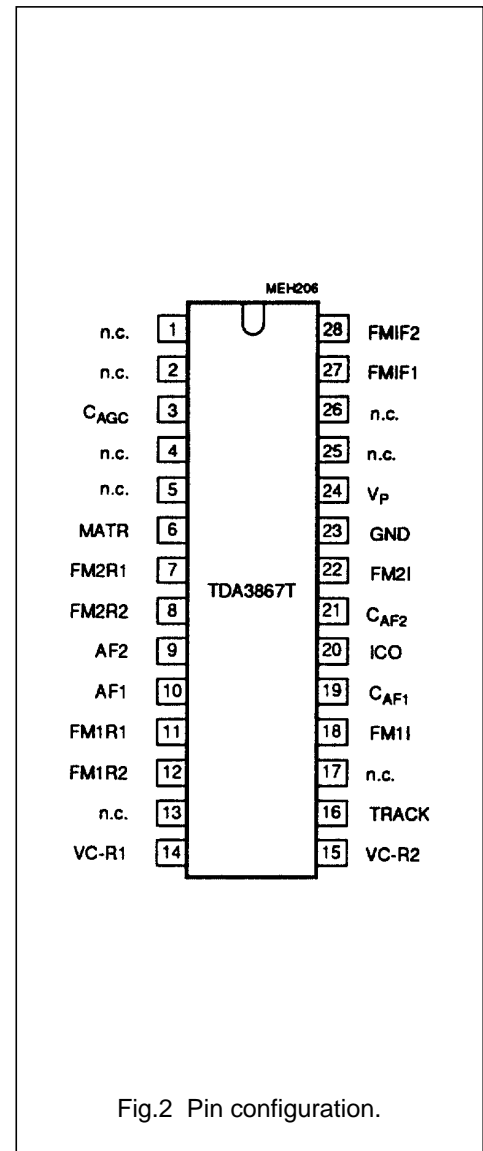 MEH206
n.c. 1 28 FMIF2
n.c. 2 27 FMIF1
CAGC 3 26 n.c.
n.c. 4 25 n.c.
n.c. 5 24 VP
MATR 6 23 GND
FM2R1 7 22 FM2I
TDA3867T
FM2R2 8 21 CAF2
AF2 9 20 ICO
AF1 10 19 CAF1
FM1R1 11 18 FM1I
FM1R2 12 17 n.c.
n.c. 13 16 TRACK
VC-R1 14 15 VC-R2
Fig.2 Pin configuration.